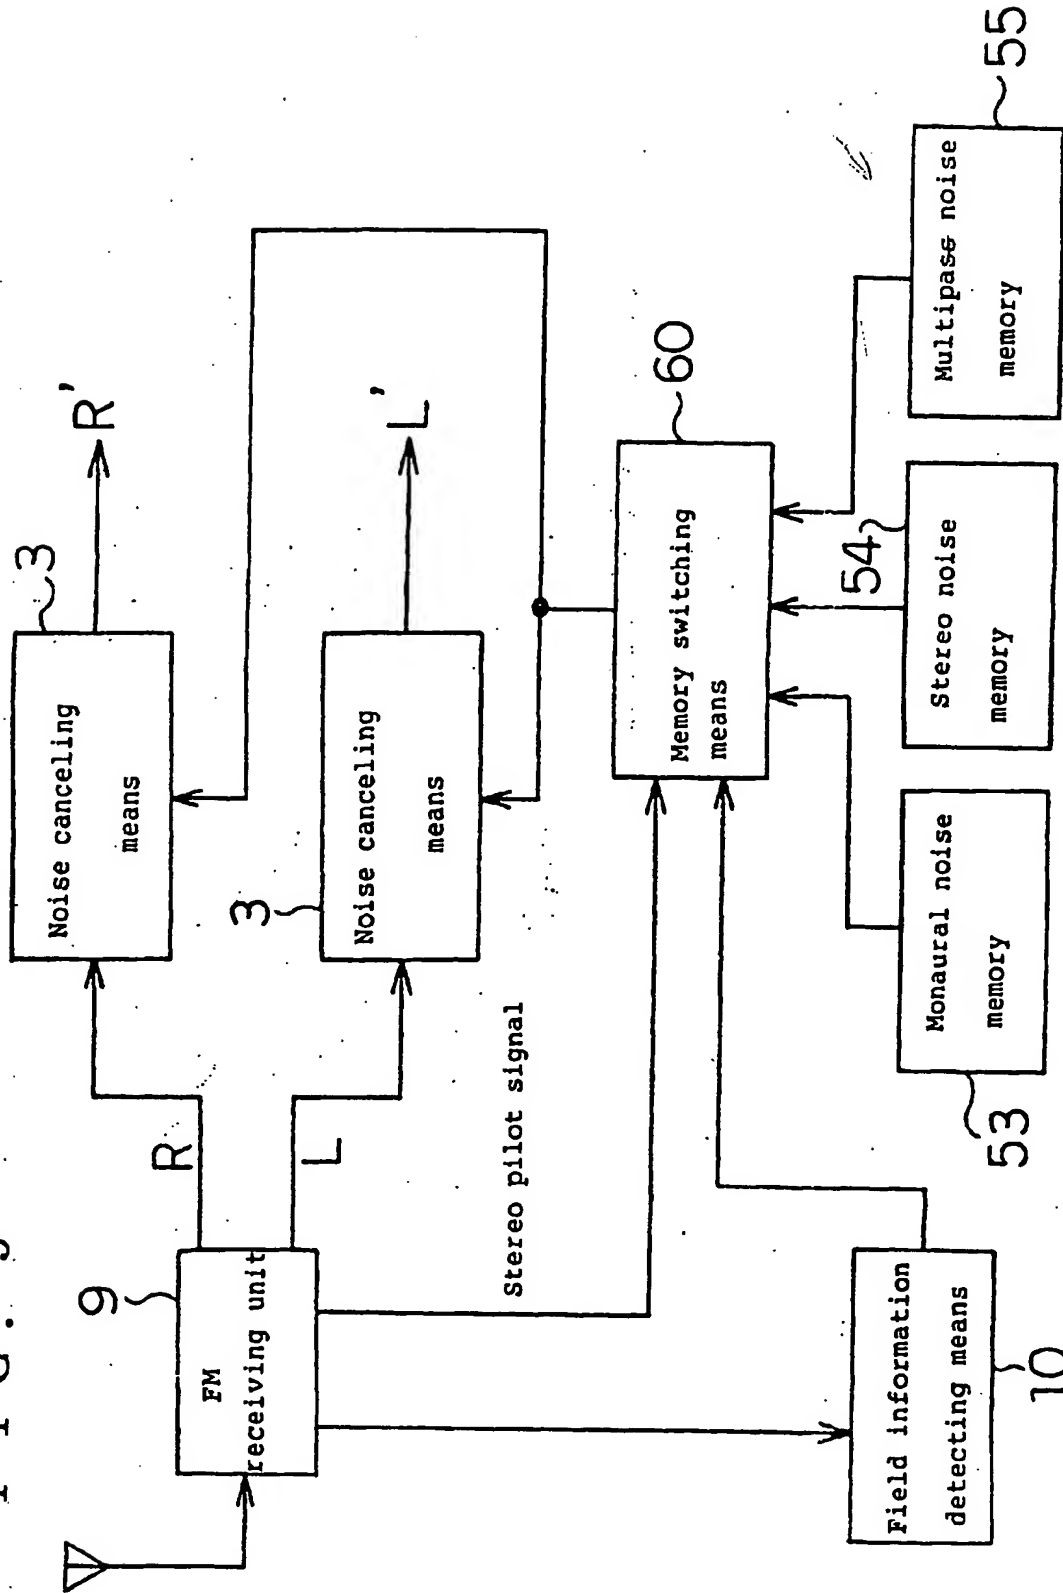 9
FM
receiving unit
R
L
3
Noise canceling
means
R'
3
Noise canceling
means
L'
Stereo pilot signal
60
Memory switching
means
10
Field information
detecting means
53
Monaural noise
memory
54
Stereo noise
memory
55
Multipass noise
memory